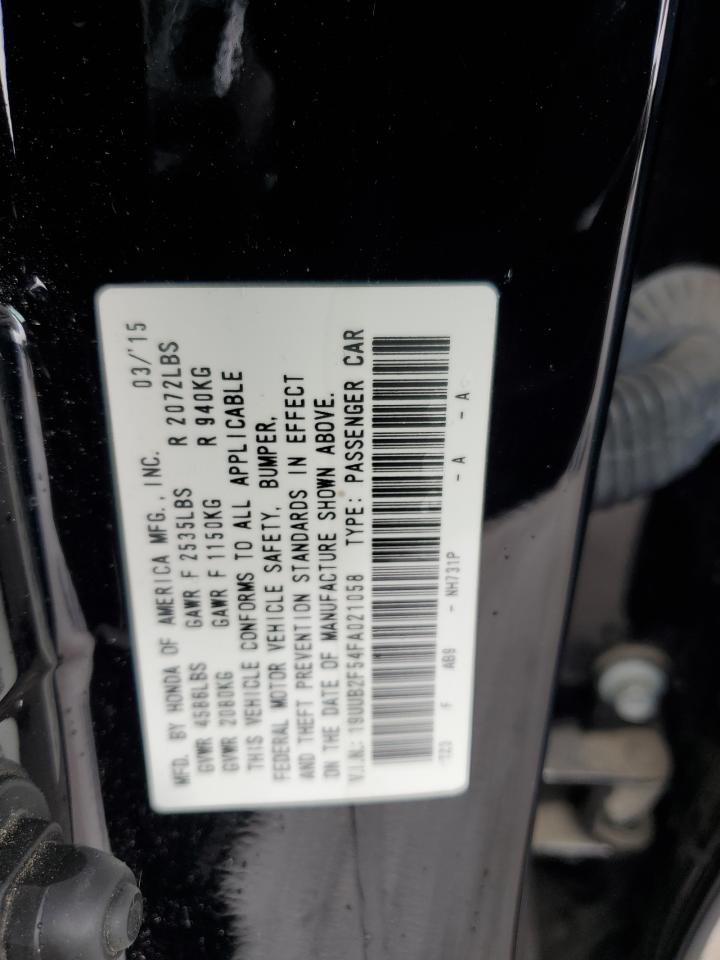 MFD. BY HONDA OF AMERICA MFG., INC. 03/'15
GVWR 4586LBS GAWR F 2535LBS R 2072LBS
GVWR 2080KG GAWR F 1150KG R 940KG
THIS VEHICLE CONFORMS TO ALL APPLICABLE
FEDERAL MOTOR VEHICLE SAFETY, BUMPER,
AND THEFT PREVENTION STANDARDS IN EFFECT
ON THE DATE OF MANUFACTURE SHOWN ABOVE.
V.I.N.: 19UUB2F54FA021058 TYPE: PASSENGER CAR
TZ3 F AB9 - NH731P - A - A